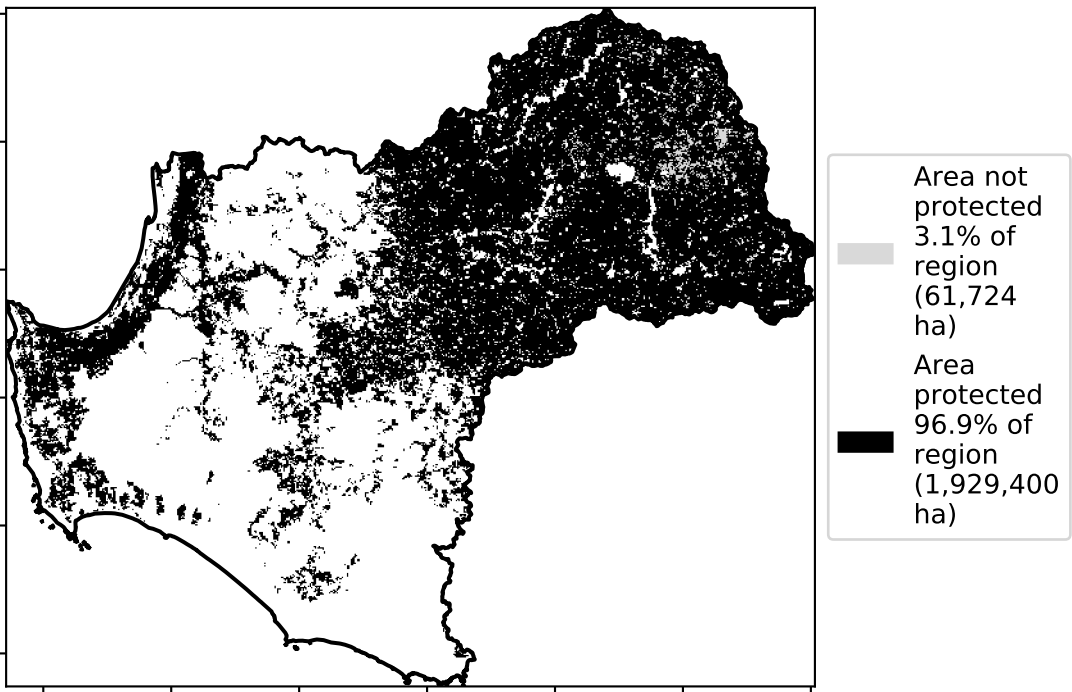 Area not
protected
3.1% of
region
(61,724
ha)
Area
protected
96.9% of
region
(1,929,400
ha)